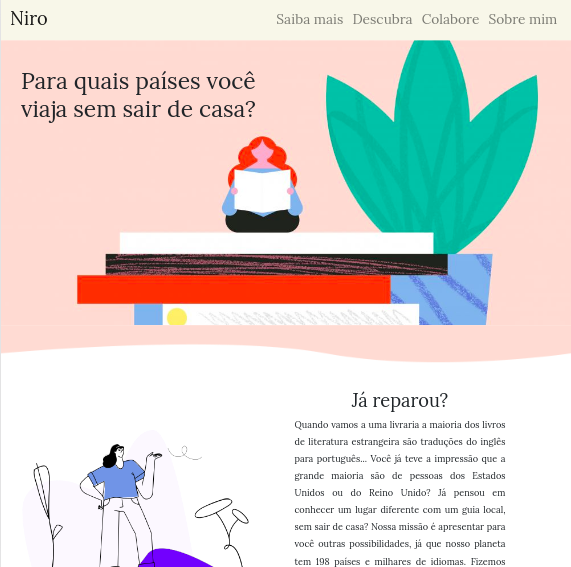 Niro
Saiba mais Descubra Colabore Sobre mim
Para quais países você
viaja sem sair de casa?
Já reparou?
Quando vamos a uma livraria a maioria dos livros
de literatura estrangeira são traduções do inglês
para português... Você já teve a impressão que a
grande maioria são de pessoas dos Estados
Unidos ou do Reino Unido? Já pensou em
conhecer um lugar diferente com um guia local,
sem sair de casa? Nossa missão é apresentar para
você outras possibilidades, já que nosso planeta
tem 198 países e milhares de idiomas. Fizemos